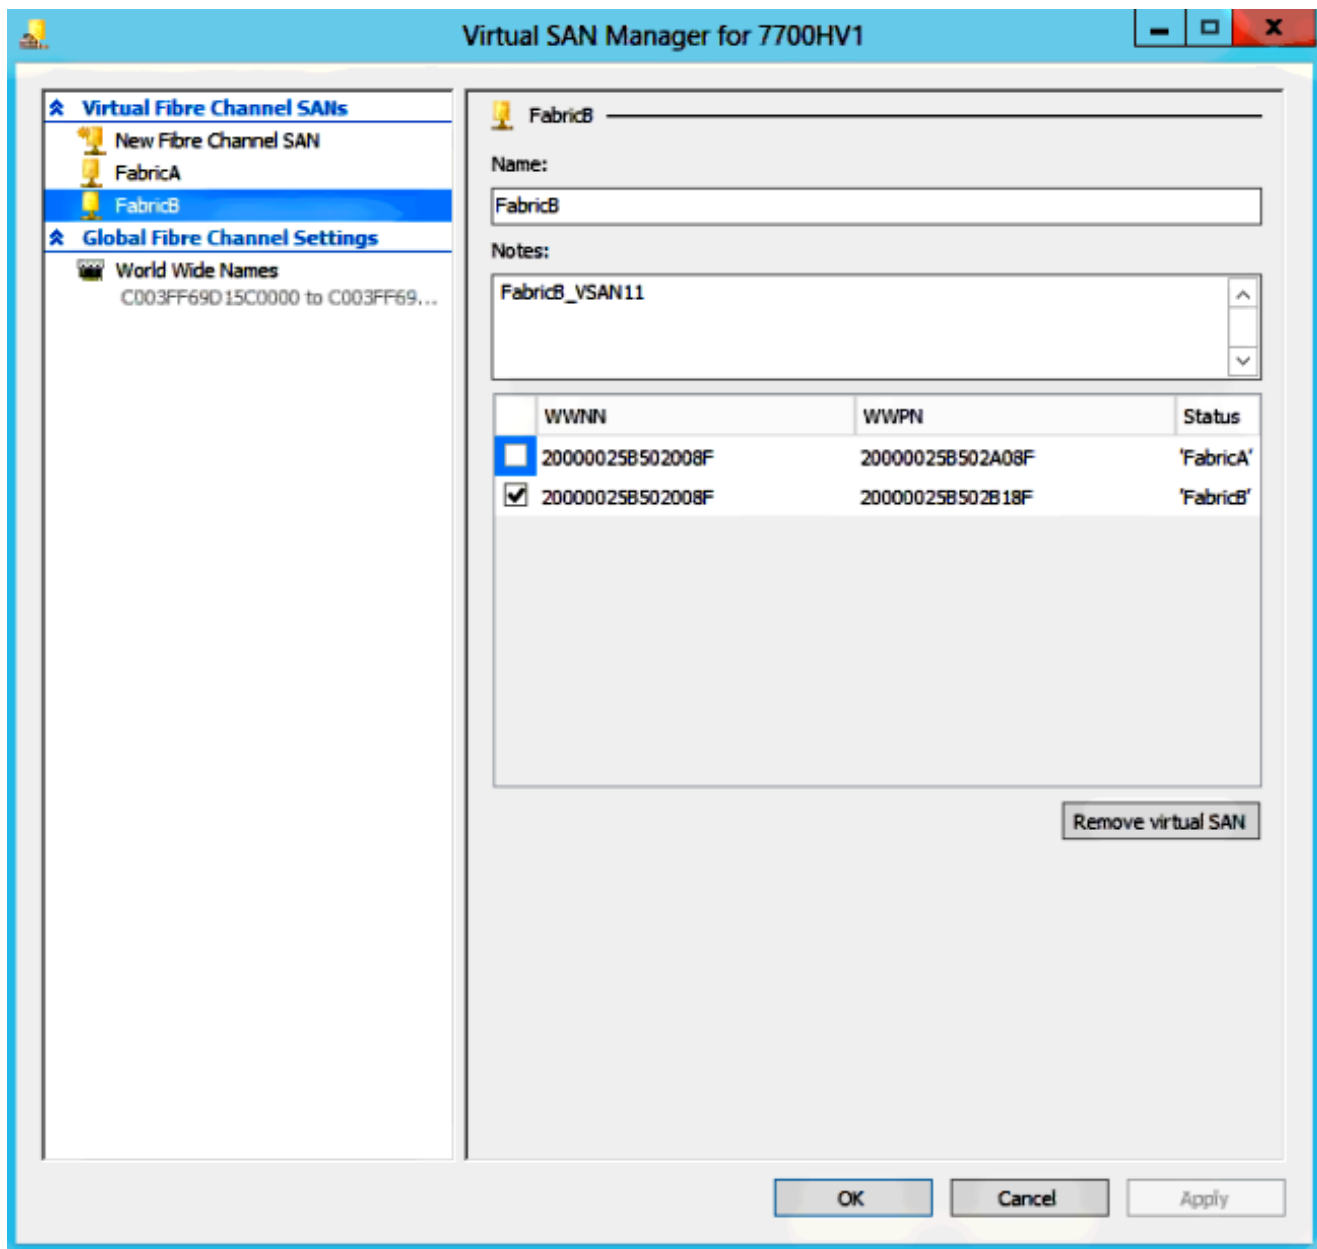 Virtual SAN Manager for 7700HV1
Virtual Fibre Channel SANs
New Fibre Channel SAN
FabricA
FabricB
Global Fibre Channel Settings
World Wide Names
C003FF69D15C0000 to C003FF69...
FabricB
Name:
FabricB
Notes:
FabricB_VSAN11
WWNN WWPN Status
20000025B502008F 20000025B502A08F 'FabricA'
20000025B502008F 20000025B502B18F 'FabricB'
Remove virtual SAN
OK Cancel Apply